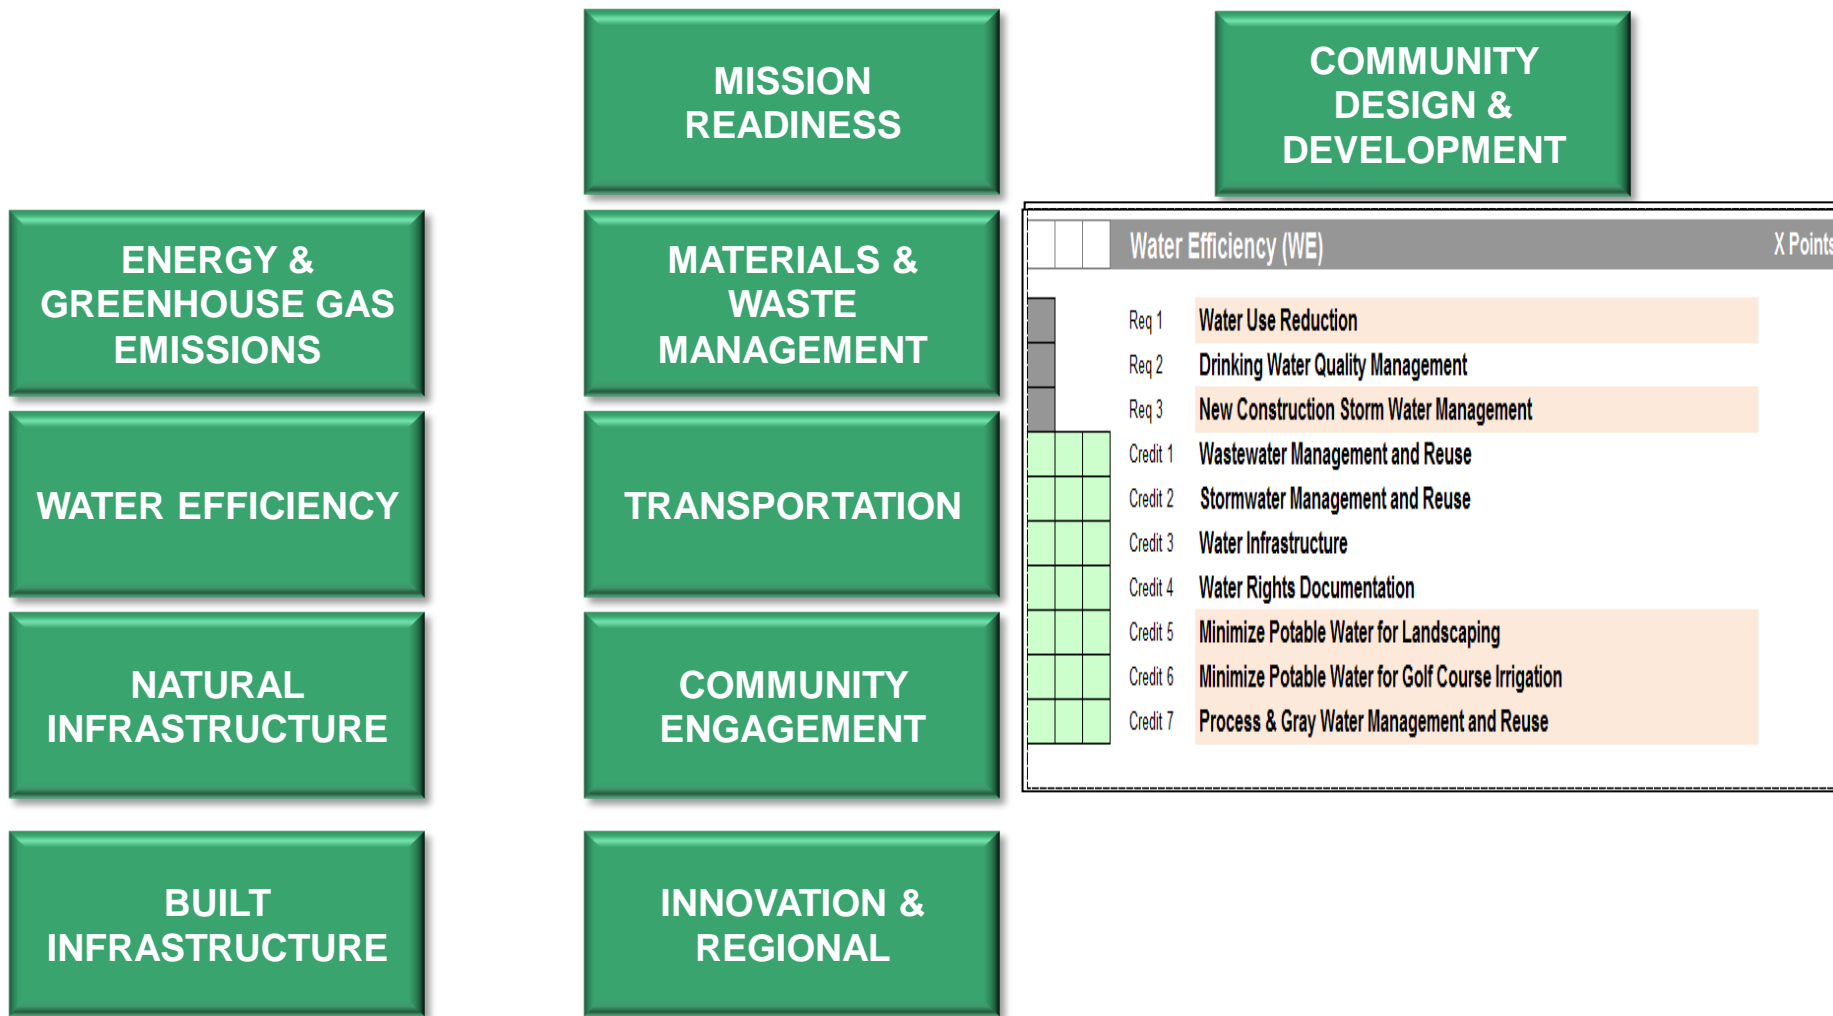 MISSION
READINESS
COMMUNITY
DESIGN &
DEVELOPMENT
ENERGY &
GREENHOUSE GAS
EMISSIONS
MATERIALS &
WASTE
MANAGEMENT
WATER EFFICIENCY
TRANSPORTATION
NATURAL
INFRASTRUCTURE
COMMUNITY
ENGAGEMENT
BUILT
INFRASTRUCTURE
INNOVATION &
REGIONAL
Water Efficiency (WE) X Points
Req 1 Water Use Reduction
Req 2 Drinking Water Quality Management
Req 3 New Construction Storm Water Management
Credit 1 Wastewater Management and Reuse
Credit 2 Stormwater Management and Reuse
Credit 3 Water Infrastructure
Credit 4 Water Rights Documentation
Credit 5 Minimize Potable Water for Landscaping
Credit 6 Minimize Potable Water for Golf Course Irrigation
Credit 7 Process & Gray Water Management and Reuse